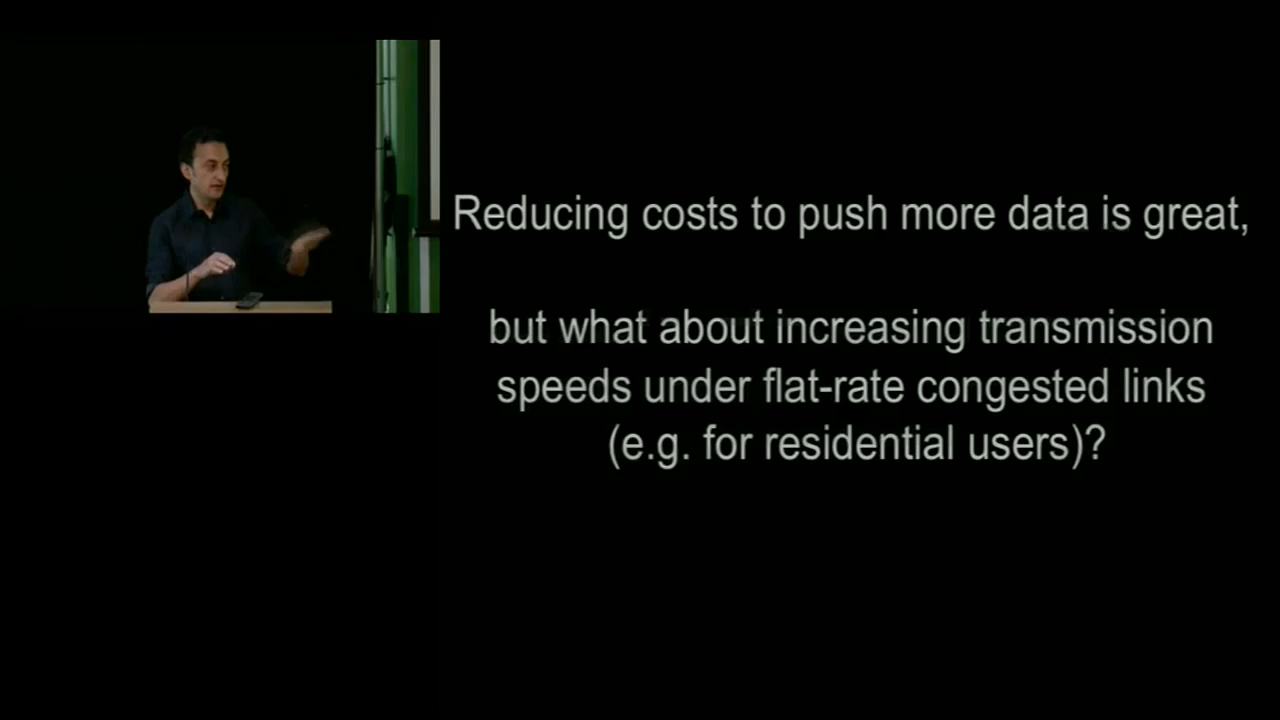 Reducing costs to push more data is great,
but what about increasing transmission
speeds under flat-rate congested links
(e.g. for residential users)?